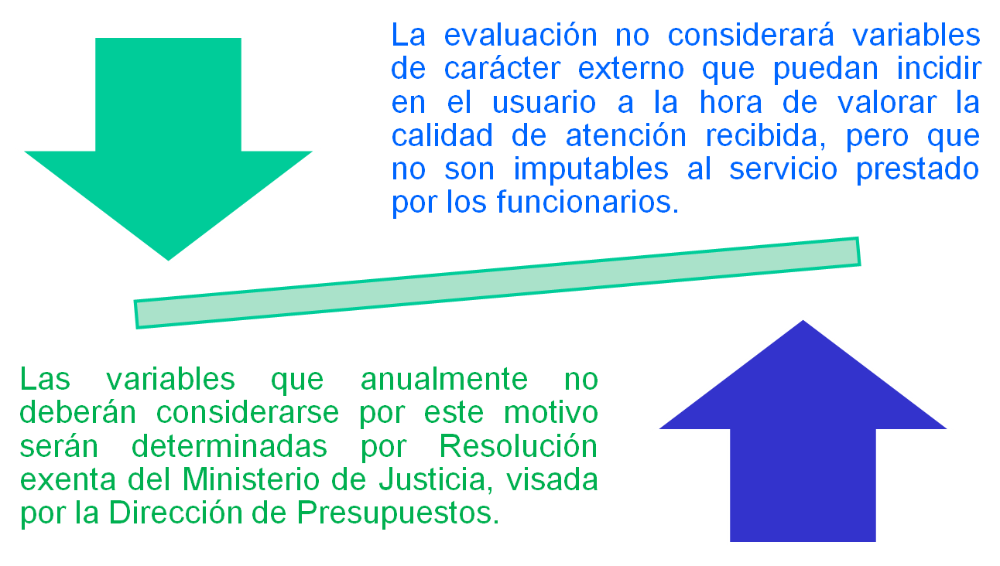 La evaluación no considerará variables
de carácter externo que puedan incidir
en el usuario a la hora de valorar la
calidad de atención recibida, pero que
no son imputables al servicio prestado
por los funcionarios.
Las variables que anualmente no
deberán considerarse por este motivo
serán determinadas por Resolución
exenta del Ministerio de Justicia, visada
por la Dirección de Presupuestos.